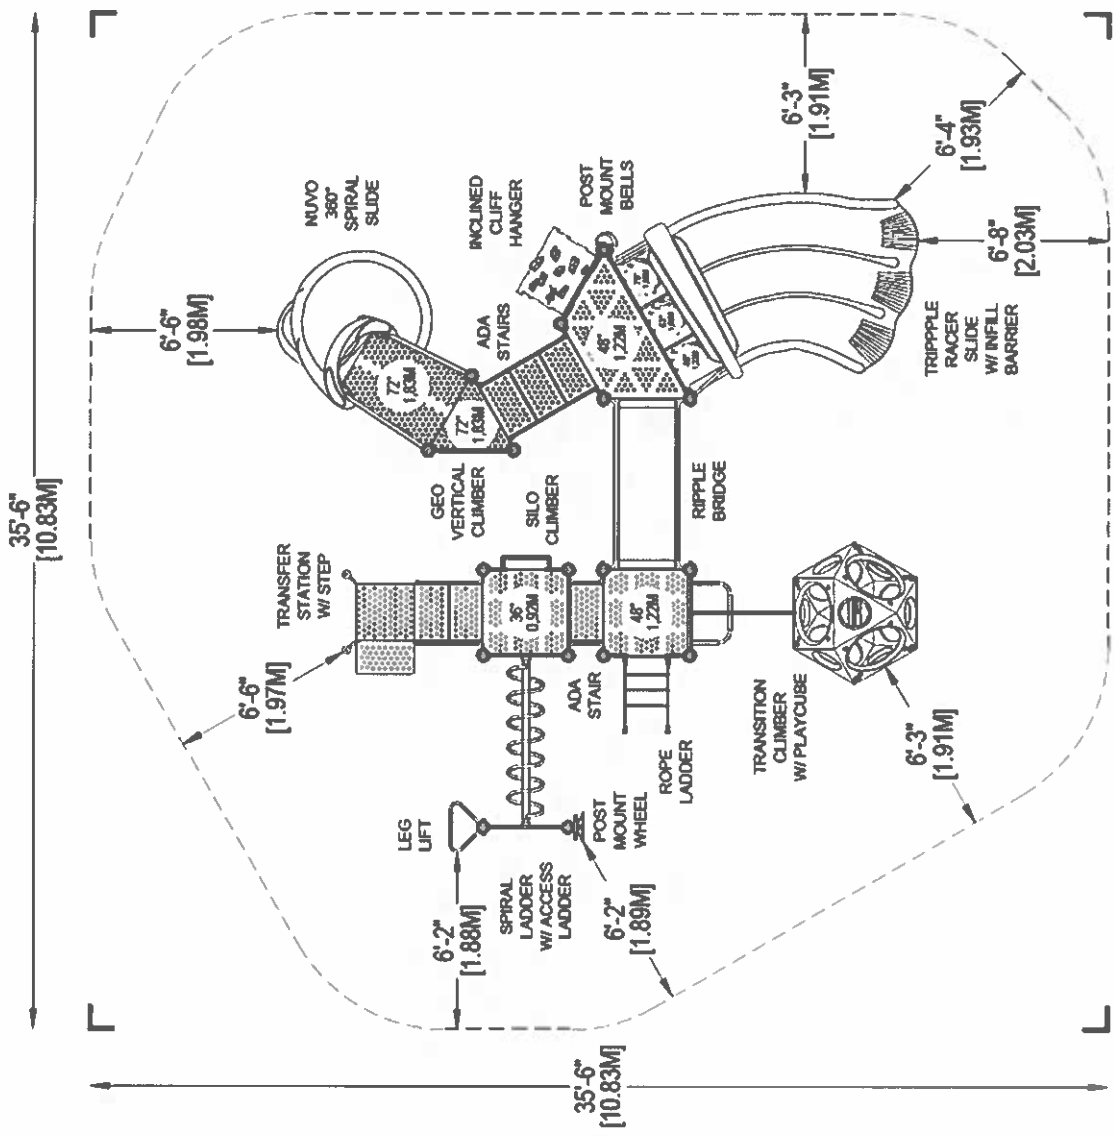 35'-6"
[10.83M]
35'-6"
[10.83M]
6'-6"
[1.98M]
NUVO
360°
SPIRAL
SLIDE
72"
1,83M
72"
1,83M
GEO
VERTICAL
CLIMBER
ADA
STAIRS
INCLINED
CLIFF
HANGER
POST
MOUNT
BELLS
48"
1,22M
6'-3"
[1.91M]
6'-4"
[1.93M]
6'-8"
[2.03M]
TRIPPPLE
RACER
SLIDE
W/ INFILL
BARRIER
RIPPLE
BRIDGE
SILO
CLIMBER
TRANSFER
STATION
W/ STEP
6'-6"
[1.97M]
36"
0,92M
ADA
STAIR
48"
1,22M
ROPE
LADDER
TRANSITION
CLIMBER
W/ PLAYCUBE
6'-3"
[1.91M]
LEG
LIFT
POST
MOUNT
WHEEL
SPIRAL
LADDER
W/ ACCESS
LADDER
6'-2"
[1.88M]
6'-2"
[1.89M]